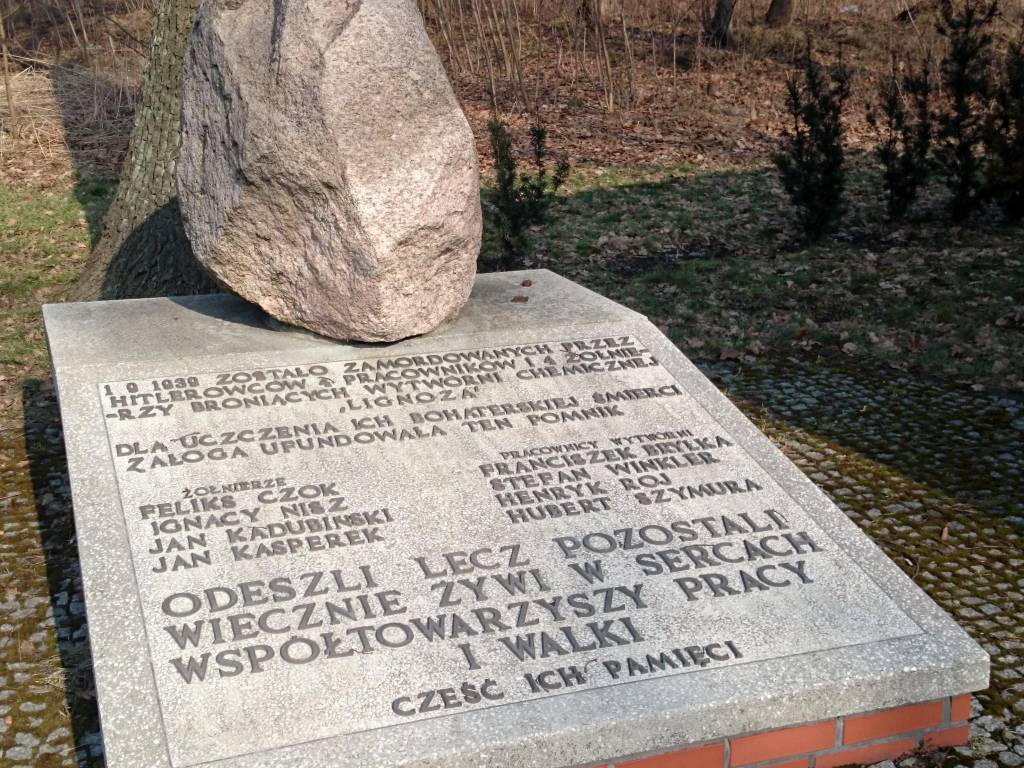 1.9 1939 ZOSTAŁO ZAMORDOWANYCH PRZEZ
HITLEROWCÓW 4 PRACOWNIKÓW I 4 ŻOŁNIE
-RZY BRONIĄCYCH WYTWÓRNI CHEMICZNEJ
„LIGNOZA"
DLA UCZCZENIA ICH BOHATERSKIEJ ŚMIERCI
ZAŁOGA UFUNDOWAŁA TEN POMNIK
ŻOŁNIERZE
FELIKS CZOK
IGNACY NISZ
JAN KADUBIŃSKI
JAN KASPEREK
PRACOWNICY WYTWÓRNI
FRANCISZEK BRYŁKA
STEFAN WINKLER
HENRYK ROJ
HUBERT SZYMURA
ODESZLI LECZ POZOSTALI
WIECZNIE ŻYWI W SERCACH
WSPÓŁTOWARZYSZY PRACY
I WALKI
CZEŚĆ ICH PAMIĘCI